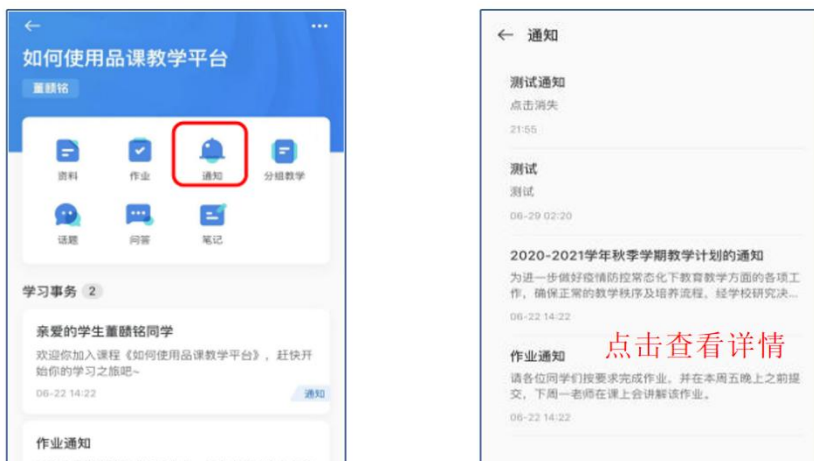 如何使用品课教学平台
董赜铭
资料
作业
通知
分组教学
话题
问答
笔记
学习事务 2
亲爱的学生董赜铭同学
欢迎你加入课程《如何使用品课教学平台》，赶快开
始你的学习之旅吧~
06-22 14:22
通知
作业通知
通知
测试通知
点击消失
21:55
测试
测试
06-29 02:20
2020-2021学年秋季学期教学计划的通知
为进一步做好疫情防控常态化下教育教学方面的各项工
作，确保正常的教学秩序及培养流程，经学校研究决...
06-22 14:22
点击查看详情
作业通知
请各位同学们按要求完成作业，并在本周五晚上之前提
交，下周一老师在课上会讲解该作业。
06-22 14:22